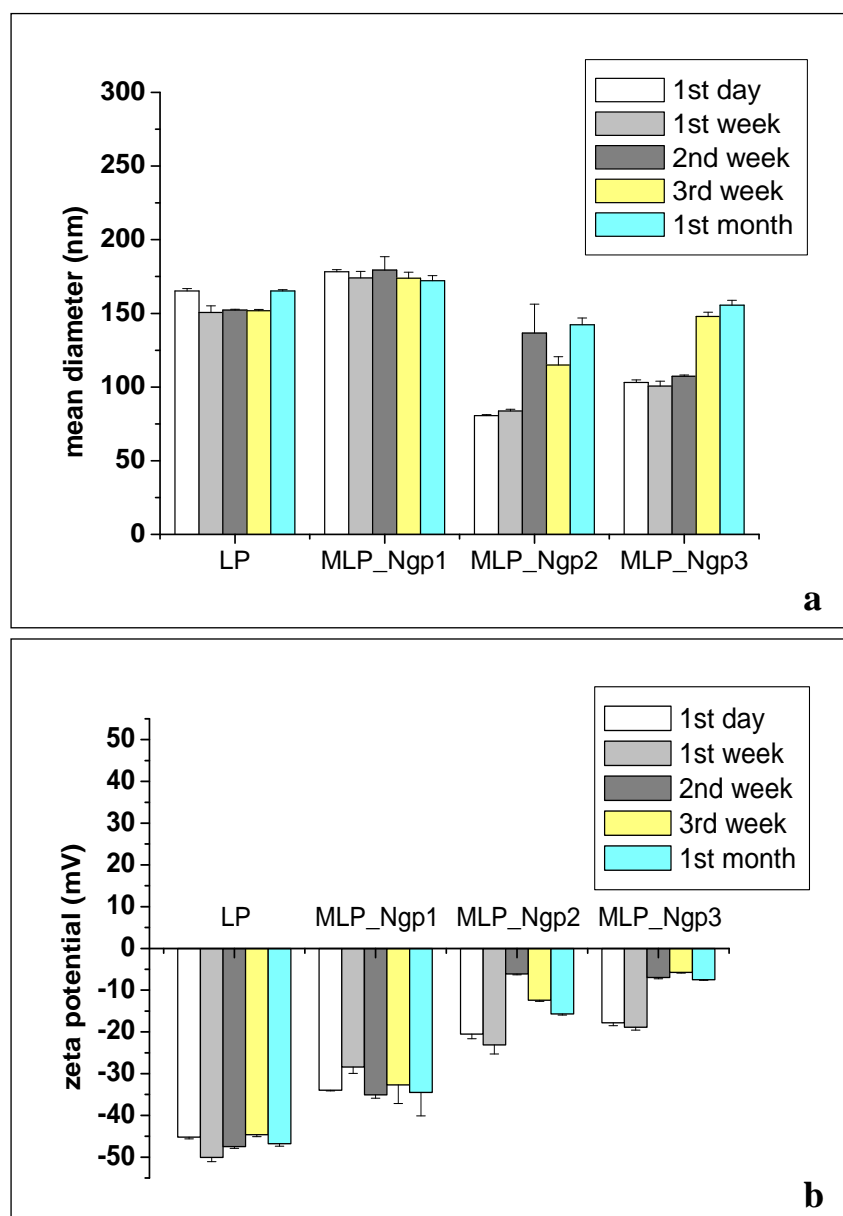 300
250
200
150
100
50
0
mean diameter (nm)
1st day
1st week
2nd week
3rd week
1st month
LP MLP_Ngp1 MLP_Ngp2 MLP_Ngp3
a
50
40
30
20
10
0
-10
-20
-30
-40
-50
zeta potential (mV)
1st day
1st week
2nd week
3rd week
1st month
LP MLP_Ngp1 MLP_Ngp2 MLP_Ngp3
b